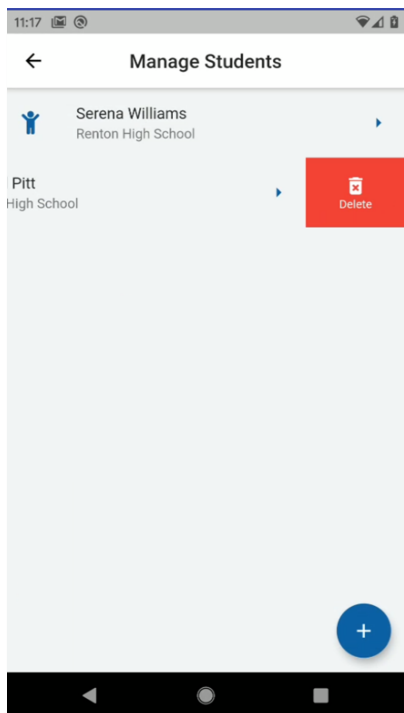 11:17
Manage Students
Serena Williams
Renton High School
Pitt
High School
Delete